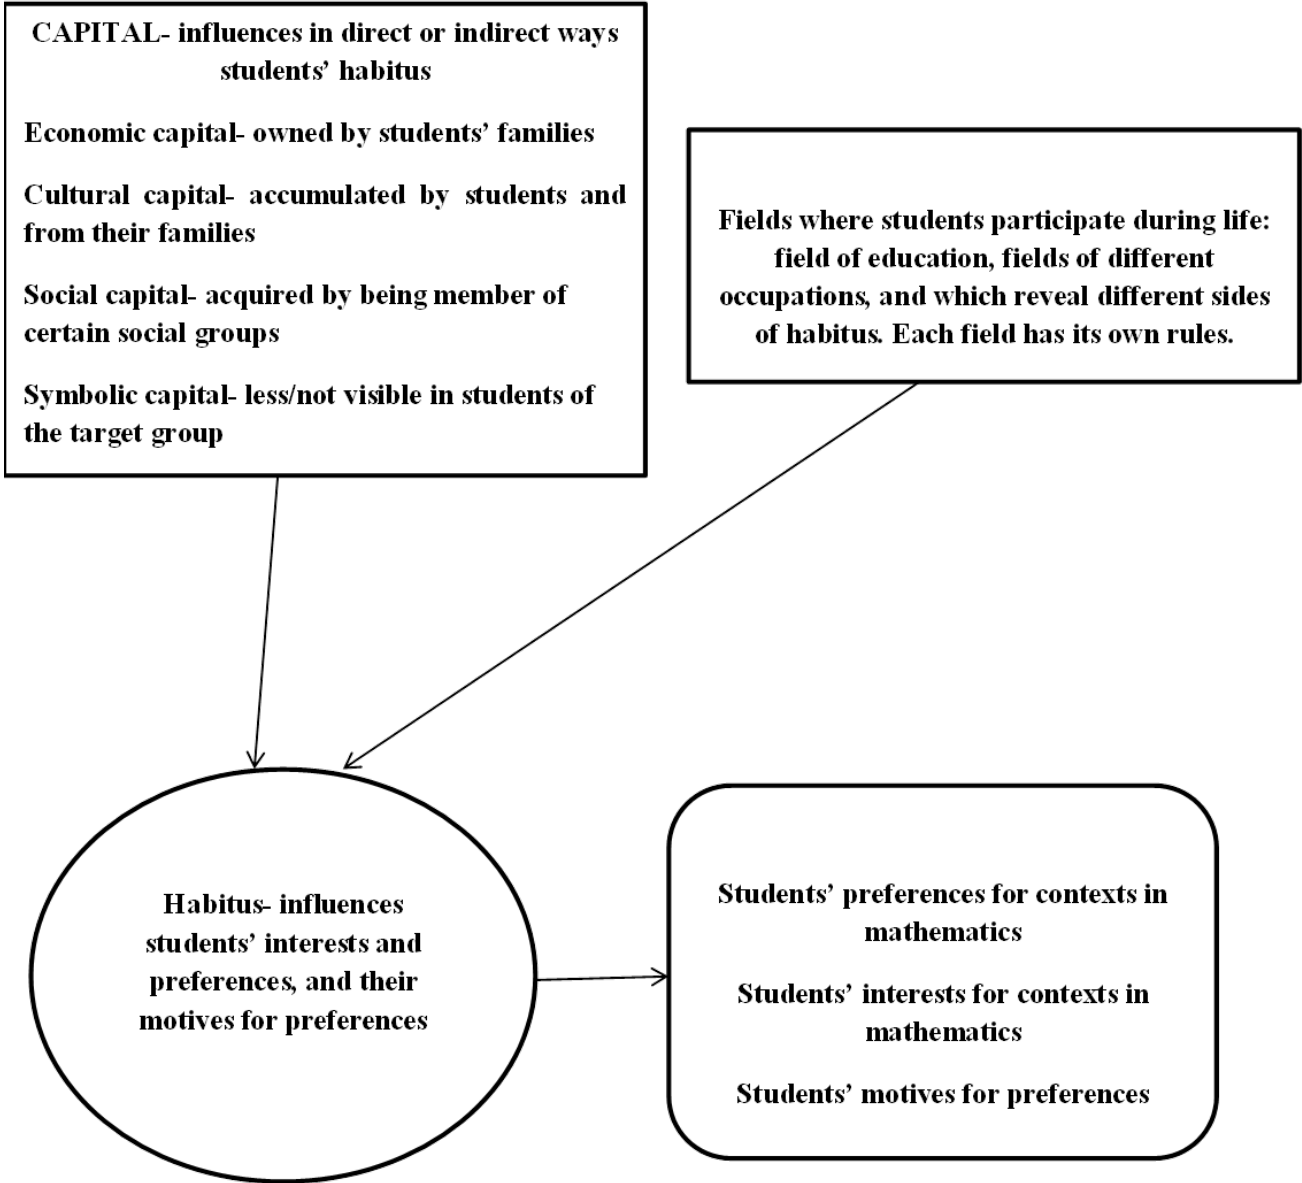 CAPITAL- influences in direct or indirect ways
students’ habitus
Economic capital- owned by students’ families
Cultural capital- accumulated by students and
from their families
Social capital- acquired by being member of
certain social groups
Symbolic capital- less/not visible in students of
the target group
Fields where students participate during life:
field of education, fields of different
occupations, and which reveal different sides
of habitus. Each field has its own rules.
Habitus- influences
students’ interests and
preferences, and their
motives for preferences
Students’ preferences for contexts in
mathematics
Students’ interests for contexts in
mathematics
Students’ motives for preferences